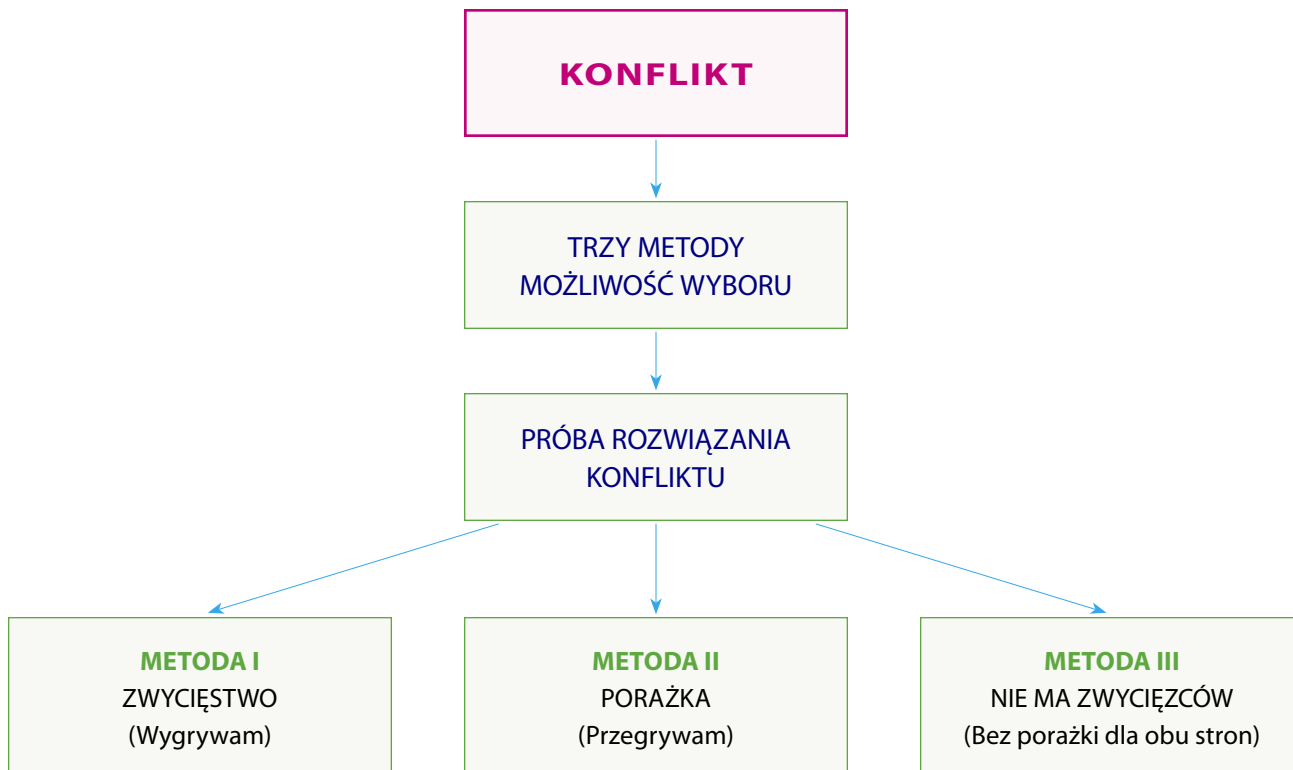 KONFLIKT
TRZY METODY
MOŻLIWOŚĆ WYBORU
PRÓBA ROZWIĄZANIA
KONFLIKTU
METODA I
ZWYCIĘSTWO
(Wygrywam)
METODA II
PORAŻKA
(Przegrywam)
METODA III
NIE MA ZWYCIĘZCÓW
(Bez porażki dla obu stron)